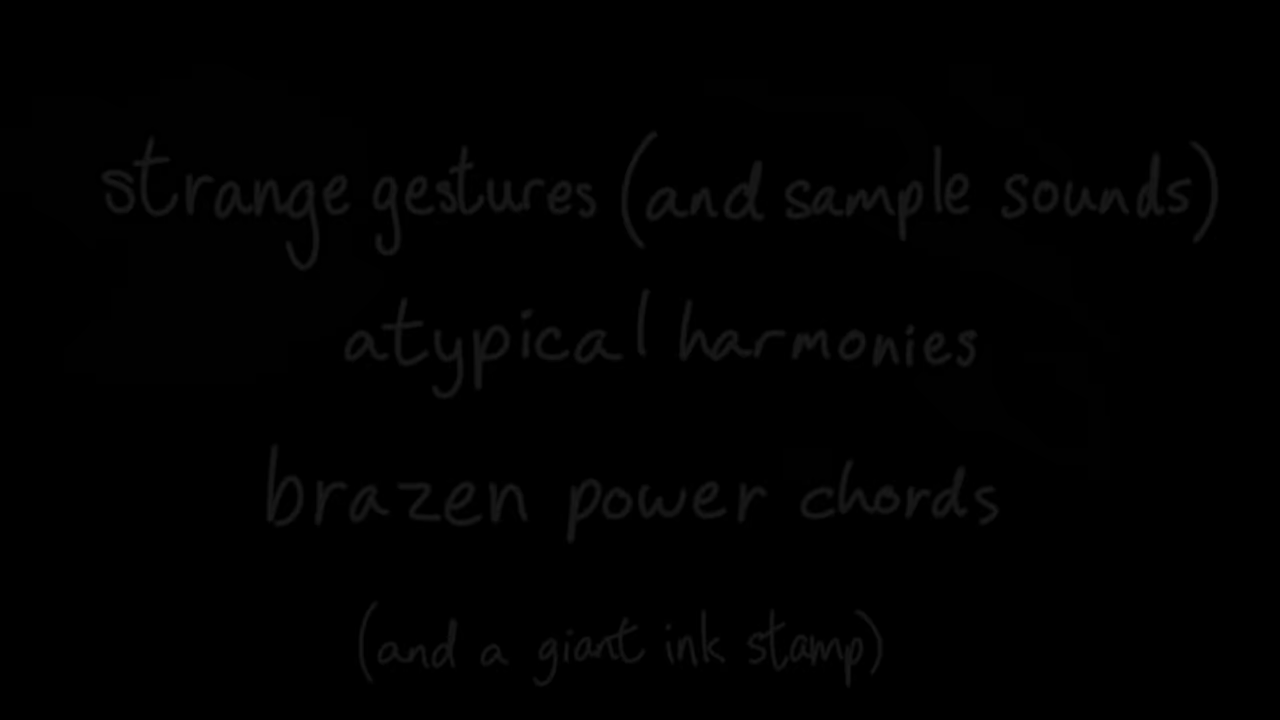 strange gestures (and sample sounds)
atypical harmonies
brazen power chords
(and a giant ink stamp)